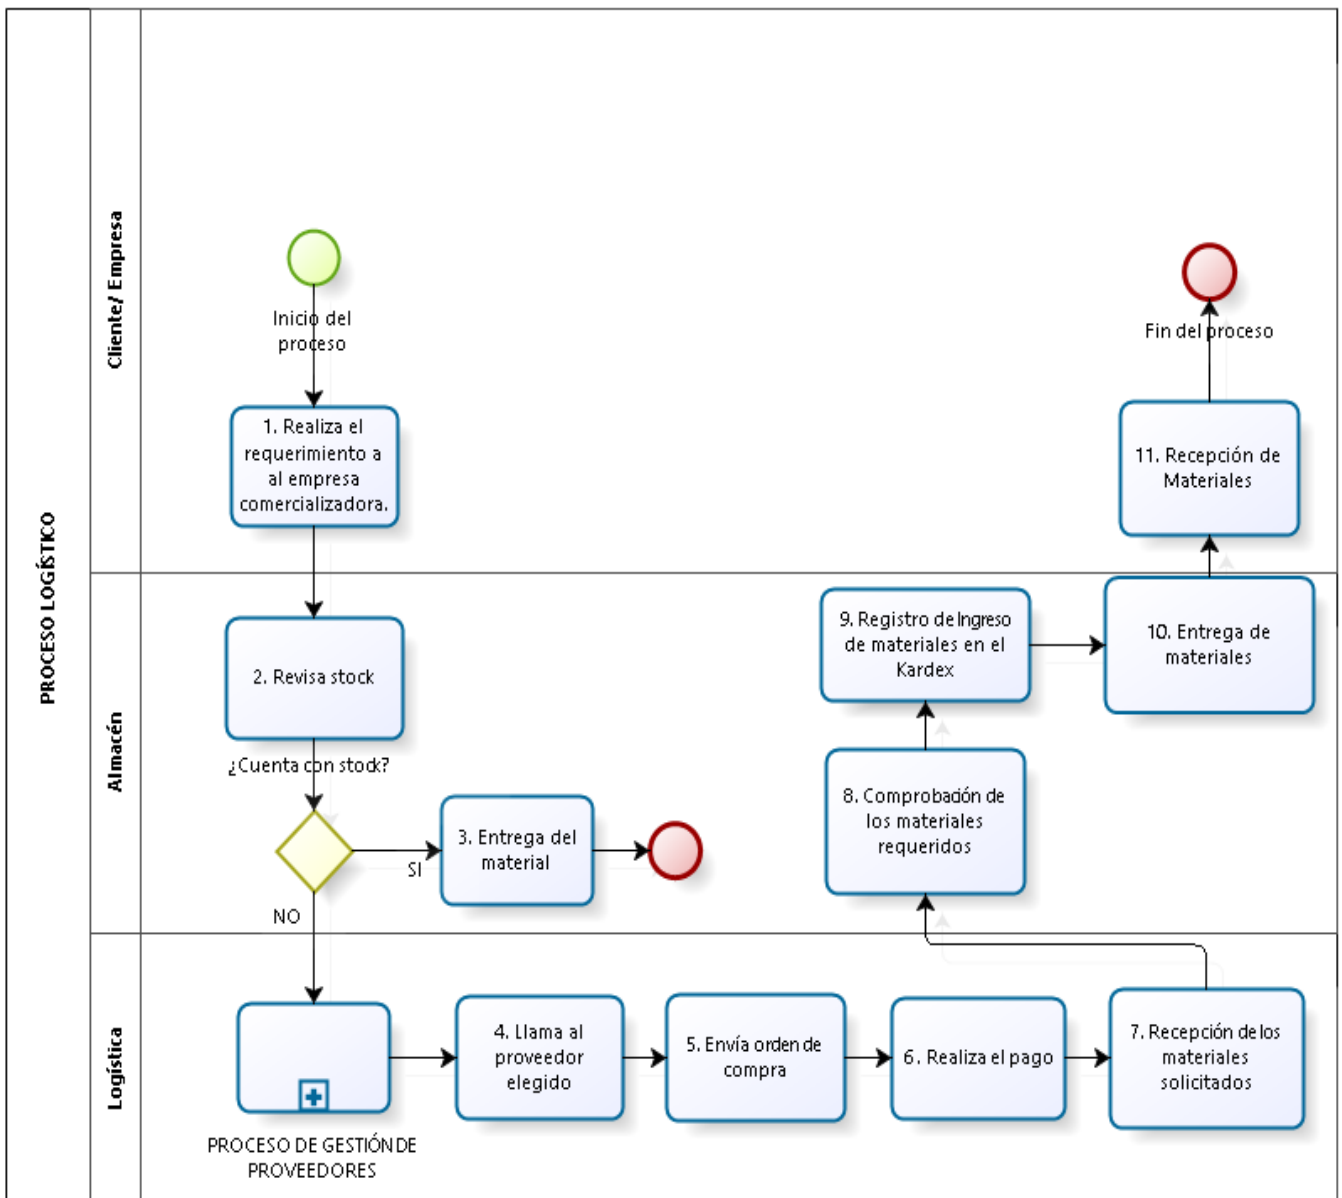 PROCESO LOGÍSTICO
Cliente/ Empresa
Inicio del
proceso
1. Realiza el
requerimiento a
al empresa
comercializadora.
Fin del proceso
11. Recepción de
Materiales
Almacén
2. Revisa stock
¿Cuenta con stock?
SI
NO
3. Entrega del
material
8. Comprobación de
los materiales
requeridos
9. Registro de Ingreso
de materiales en el
Kardex
10. Entrega de
materiales
Logística
PROCESO DE GESTIÓN DE
PROVEEDORES
4. Llama al
proveedor
elegido
5. Envía orden de
compra
6. Realiza el pago
7. Recepción de los
materiales
solicitados